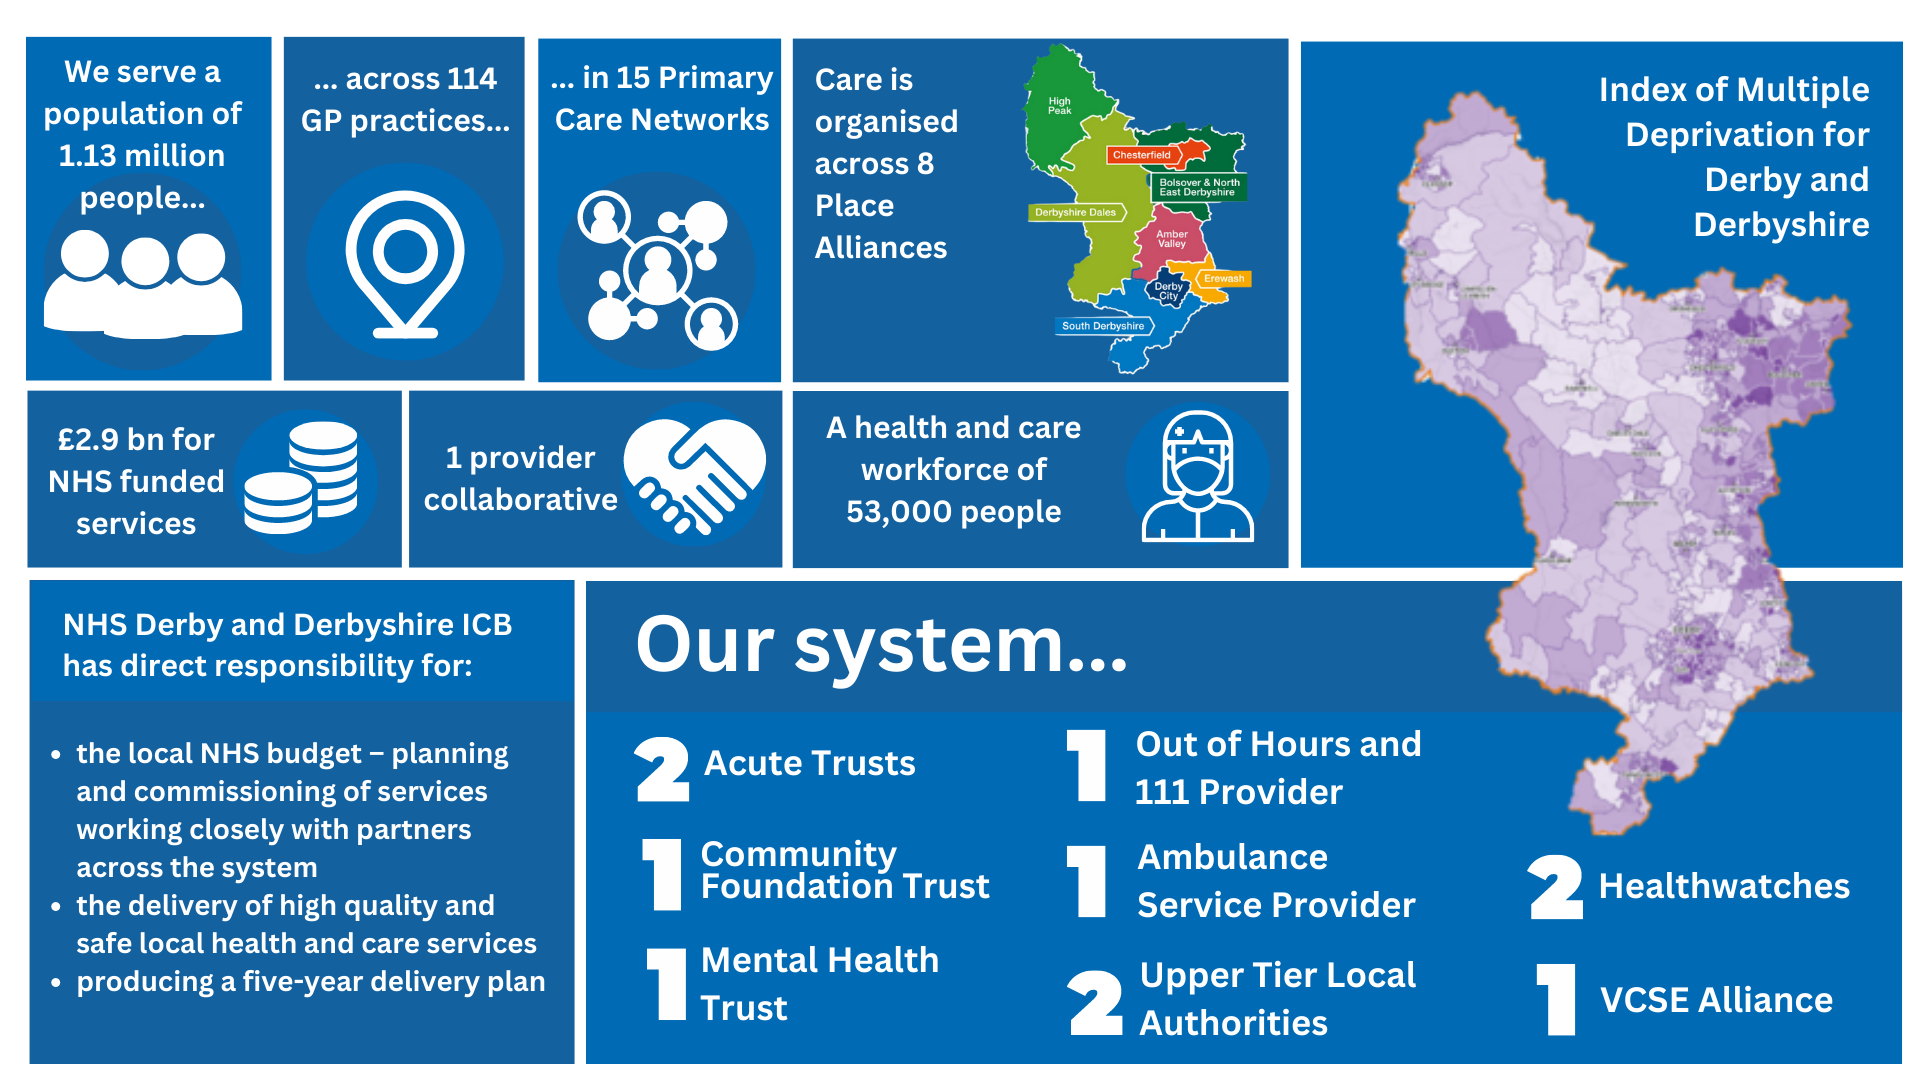 We serve a
population of
1.13 million
people...
... across 114
GP practices...
... in 15 Primary
Care Networks
Care is
organised
across 8
Place
Alliances
High
Peak
Chesterfield
Bolsover & North
East Derbyshire
Derbyshire Dales
Amber
Valley
Erewash
Derby
City
South Derbyshire
Index of Multiple
Deprivation for
Derby and
Derbyshire
£2.9 bn for
NHS funded
services
1 provider
collaborative
A health and care
workforce of
53,000 people
NHS Derby and Derbyshire ICB
has direct responsibility for:
• the local NHS budget – planning
and commissioning of services
working closely with partners
across the system
• the delivery of high quality and
safe local health and care services
• producing a five-year delivery plan
Our system...
2 Acute Trusts
1 Community
Foundation Trust
1 Mental Health
Trust
1 Out of Hours and
111 Provider
1 Ambulance
Service Provider
2 Upper Tier Local
Authorities
2 Healthwatches
1 VCSE Alliance